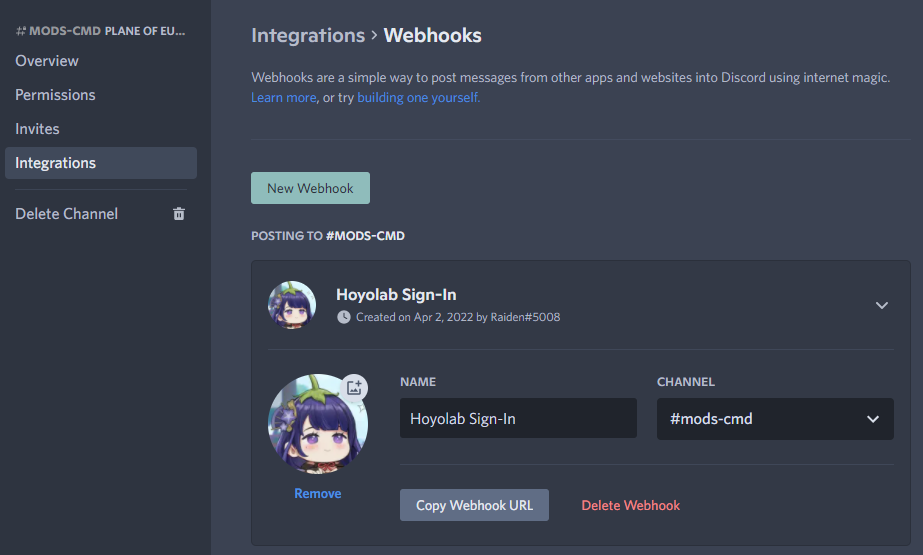 # MODS-CMD PLANE OF EU...
Overview
Permissions
Invites
Integrations
Delete Channel
Integrations > Webhooks
Webhooks are a simple way to post messages from other apps and websites into Discord using internet magic.
Learn more, or try building one yourself.
New Webhook
POSTING TO #MODS-CMD
Hoyolab Sign-In
Created on Apr 2, 2022 by Raiden#5008
NAME
CHANNEL
Hoyolab Sign-In
#mods-cmd
Remove
Copy Webhook URL
Delete Webhook